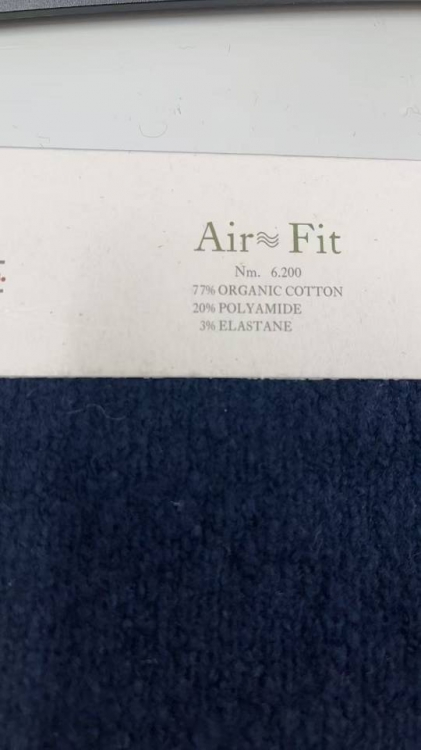 Air≈Fit
Nm. 6.200
77% ORGANIC COTTON
20% POLYAMIDE
3% ELASTANE